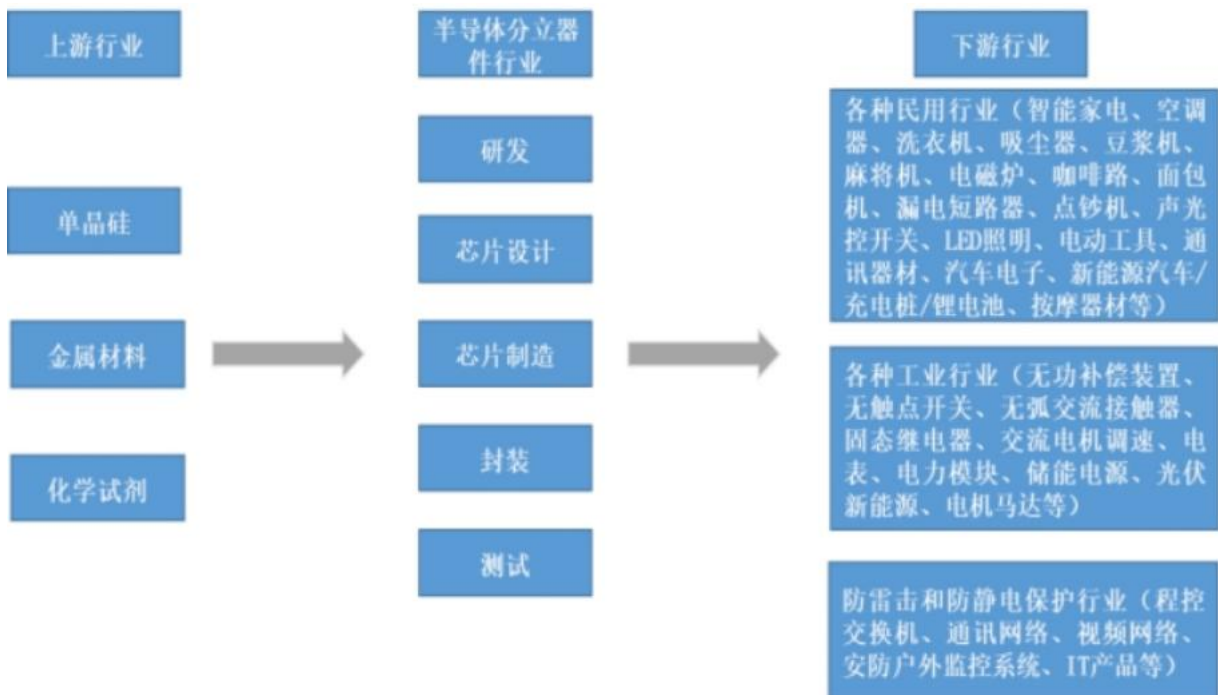 上游行业
单品硅
金属材料
化学试剂
半导体分立器
件行业
研发
芯片设计
芯片制造
封装
测试
下游行业
各种民用行业（智能家电、空调
器、洗衣机、吸尘器、豆浆机、
麻将机、电磁炉、咖啡路、面包
机、漏电短路器、点钞机、声光
控开关、LED照明、电动工具、通
讯器材、汽车电子、新能源汽车/
充电桩/锂电池、按摩器材等）
各种工业行业（无功补偿装置、
无触点开关、无弧交流接触器、
固态继电器、交流电机调速、电
表、电力模块、储能电源、光伏
新能源、电机马达等）
防雷击和防静电保护行业（程控
交换机、通讯网络、视频网络、
安防户外监控系统、IT产品等）